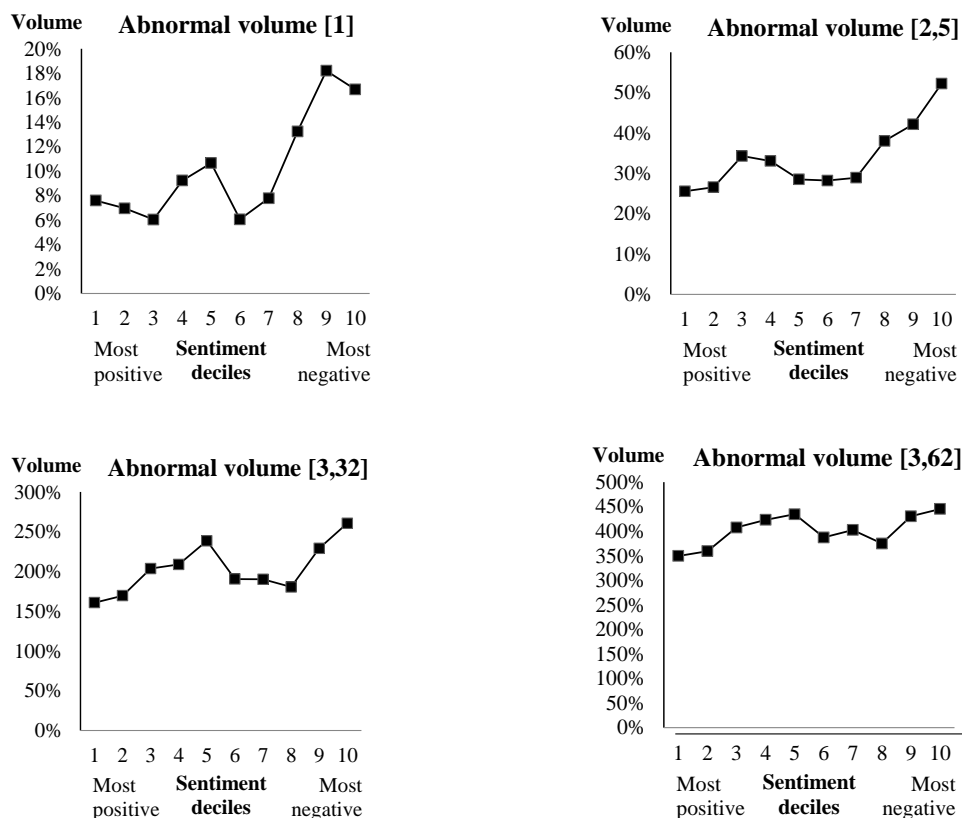 Volume
Abnormal volume [1]
20%
18%
16%
14%
12%
10%
8%
6%
4%
2%
0%
1 2 3 4 5 6 7 8 9 10
Most Sentiment Most
positive deciles negative
Volume
Abnormal volume [2,5]
60%
50%
40%
30%
20%
10%
0%
1 2 3 4 5 6 7 8 9 10
Most Sentiment Most
positive deciles negative
Volume
Abnormal volume [3,32]
300%
250%
200%
150%
100%
50%
0%
1 2 3 4 5 6 7 8 9 10
Most Sentiment Most
positive deciles negative
Volume
Abnormal volume [3,62]
500%
450%
400%
350%
300%
250%
200%
150%
100%
50%
0%
1 2 3 4 5 6 7 8 9 10
Most Sentiment Most
positive deciles negative